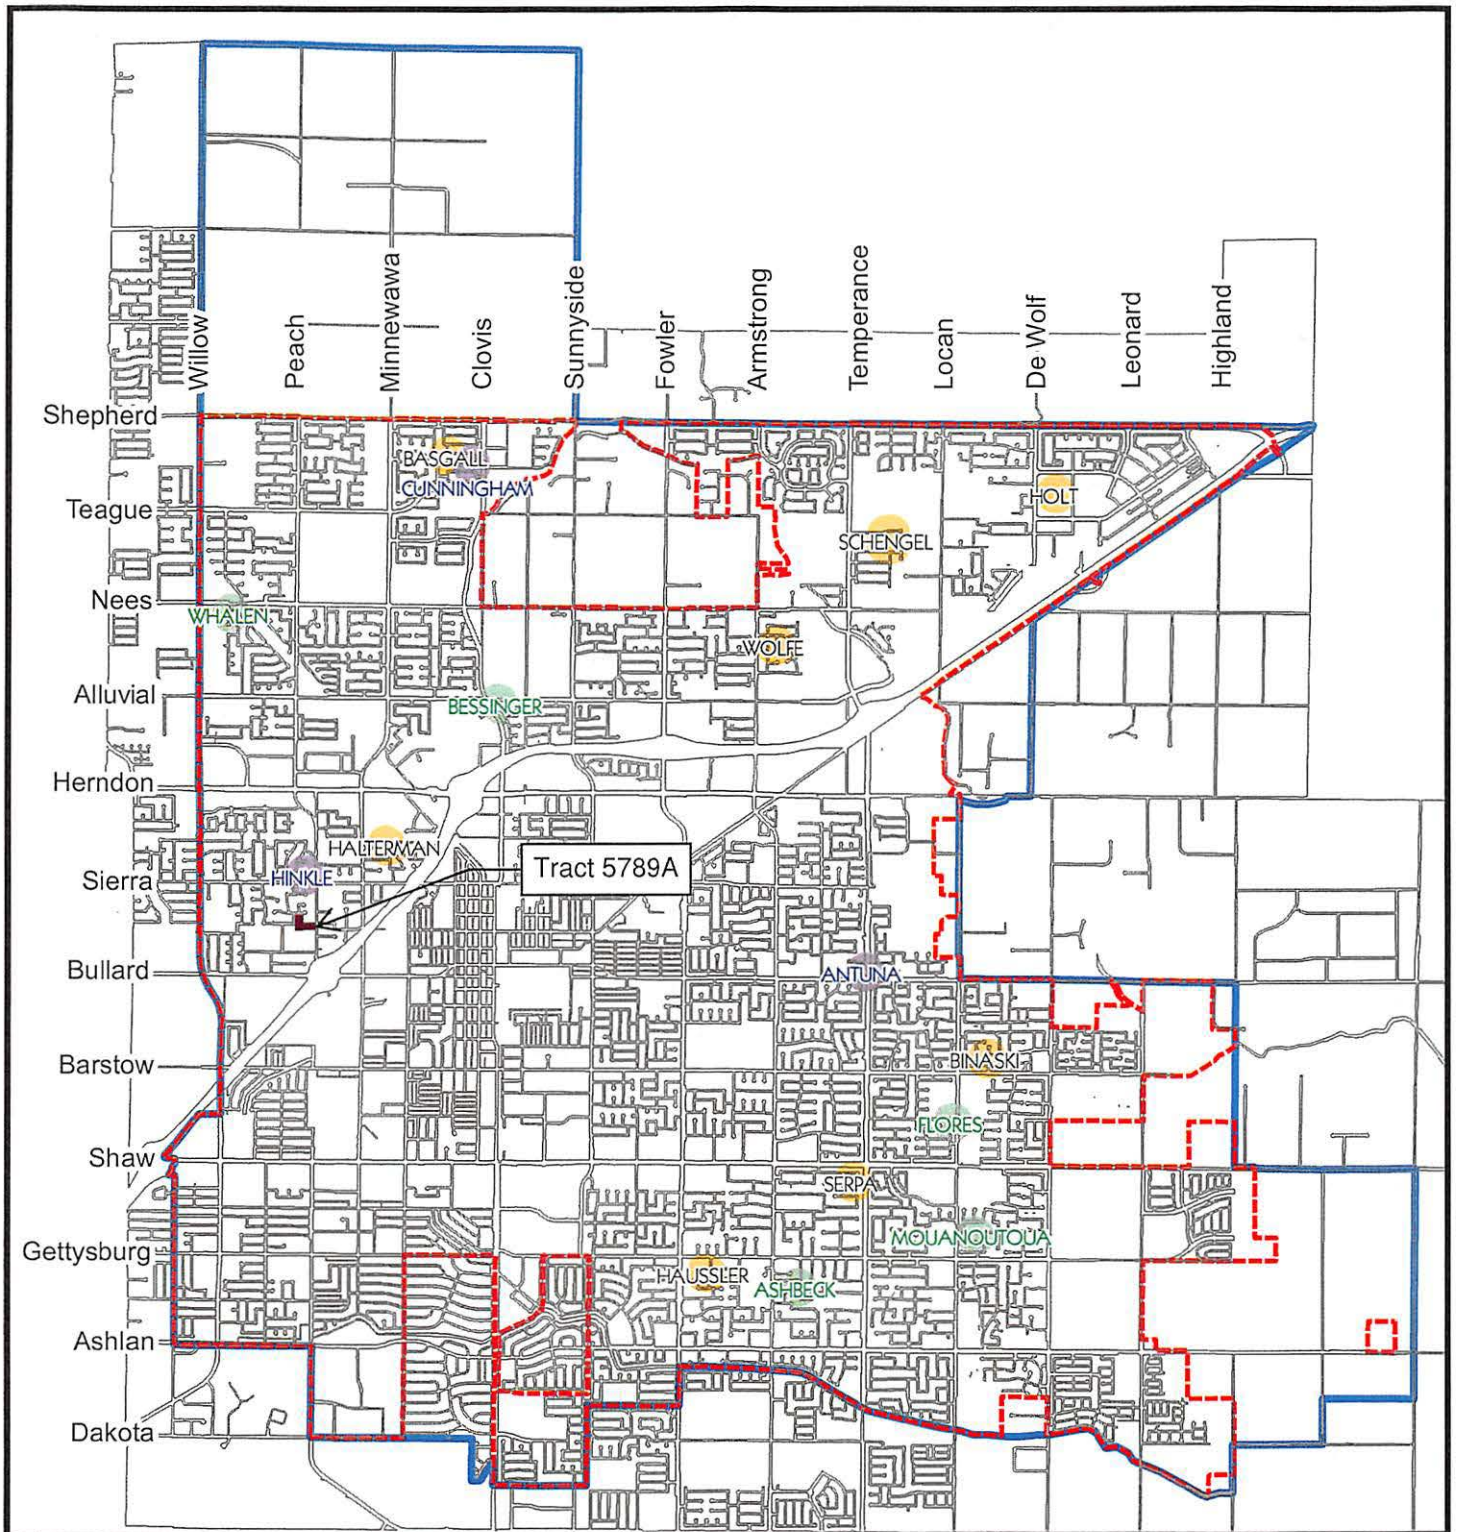 Willow
Peach
Minnewawa
Clovis
Sunnyside
Fowler
Armstrong
Temperance
Locan
De Wolf
Leonard
Highland
Shepherd
BASGALL
CUNNINGHAM
HOLT
Teague
SCHENGEL
Nees
WHALEN
WOLFE
Alluvial
BESSINGER
Herndon
HALTERMAN
Tract 5789A
Sierra
HINKLE
Bullard
ANTUNA
Barstow
BINASKI
FLORES
Shaw
SERPA
MOUANOUTOUA
Gettysburg
HAUSSLER
ASHBECK
Ashlan
Dakota